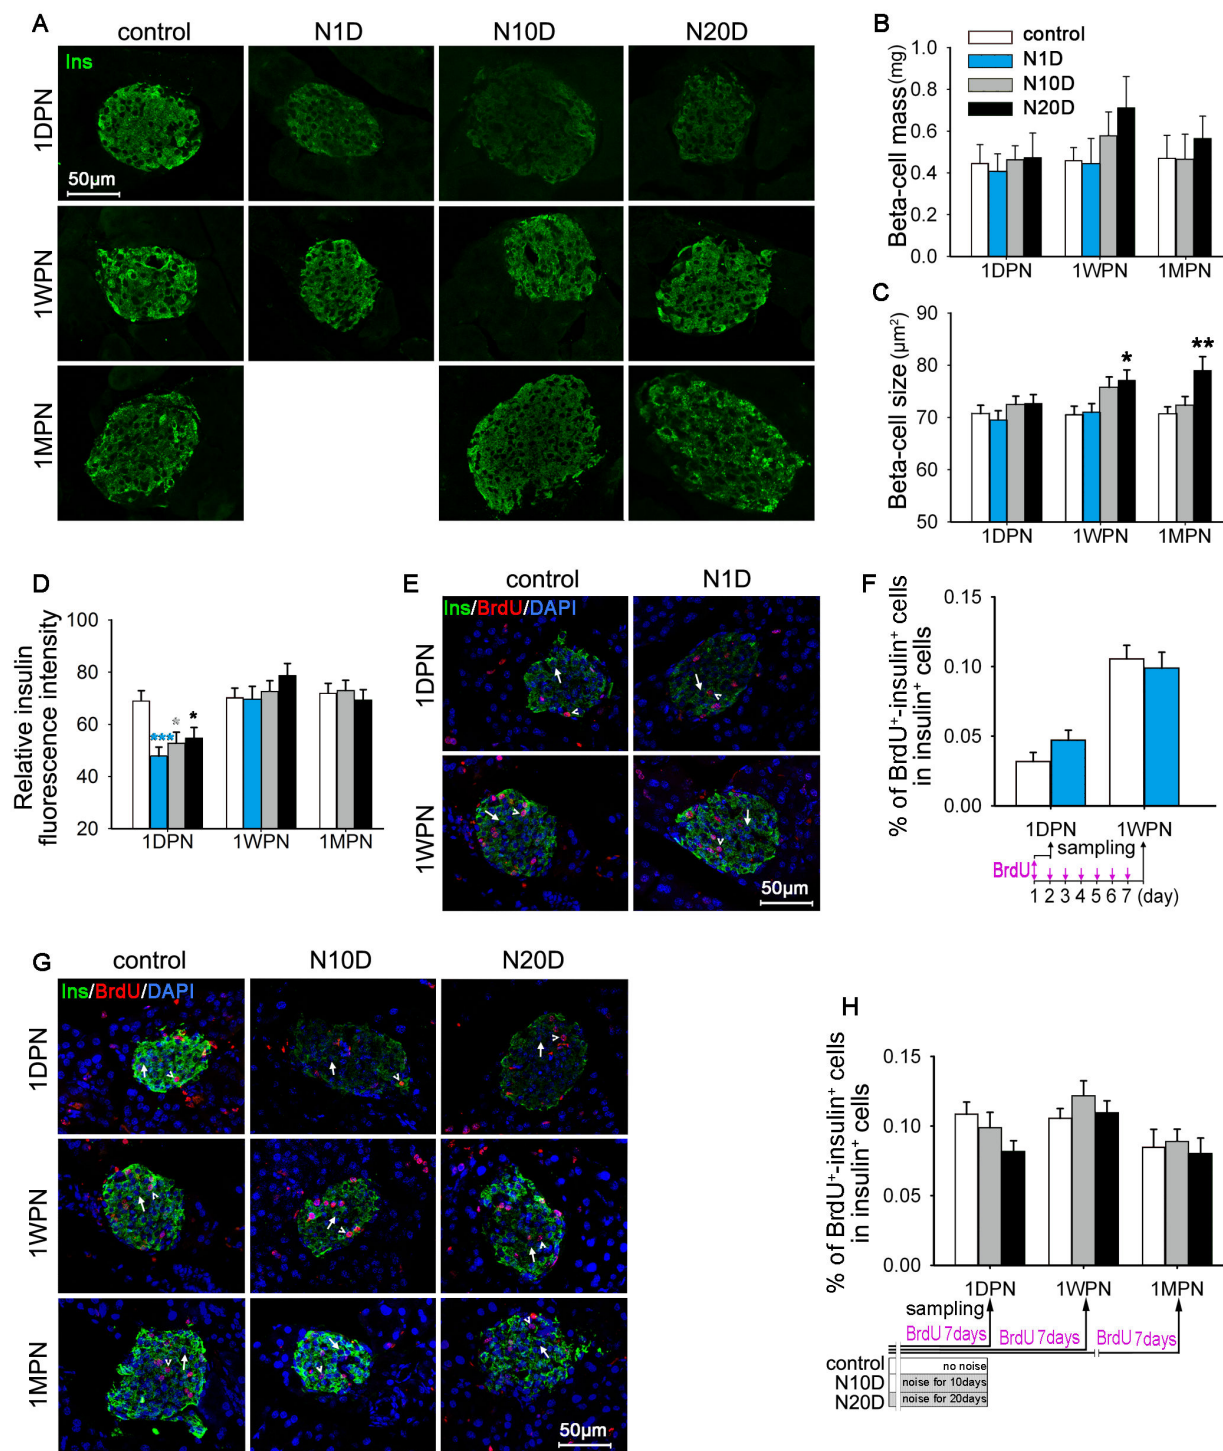 A
control
N1D
N10D
N20D
Ins
1DPN
50μm
1WPN
1MPN
B
Beta-cell mass (mg)
1.0
0.8
0.6
0.4
0.2
0.0
control
N1D
N10D
N20D
1DPN
1WPN
1MPN
C
Beta-cell size (μm²)
90
80
70
60
50
*
**
1DPN
1WPN
1MPN
D
Relative insulin
fluorescence intensity
100
80
60
40
20
***
*
*
1DPN
1WPN
1MPN
E
control
N1D
Ins/BrdU/DAPI
1DPN
1WPN
50μm
F
% of BrdU⁺-insulin⁺ cells
in insulin⁺ cells
0.15
0.10
0.05
0.00
1DPN
1WPN
sampling
BrdU
1 2 3 4 5 6 7 (day)
G
control
N10D
N20D
Ins/BrdU/DAPI
1DPN
1WPN
1MPN
50μm
H
% of BrdU⁺-insulin⁺ cells
in insulin⁺ cells
0.15
0.10
0.05
0.00
1DPN
1WPN
1MPN
sampling
BrdU 7days
BrdU 7days
BrdU 7days
control
no noise
N10D
noise for 10days
N20D
noise for 20days